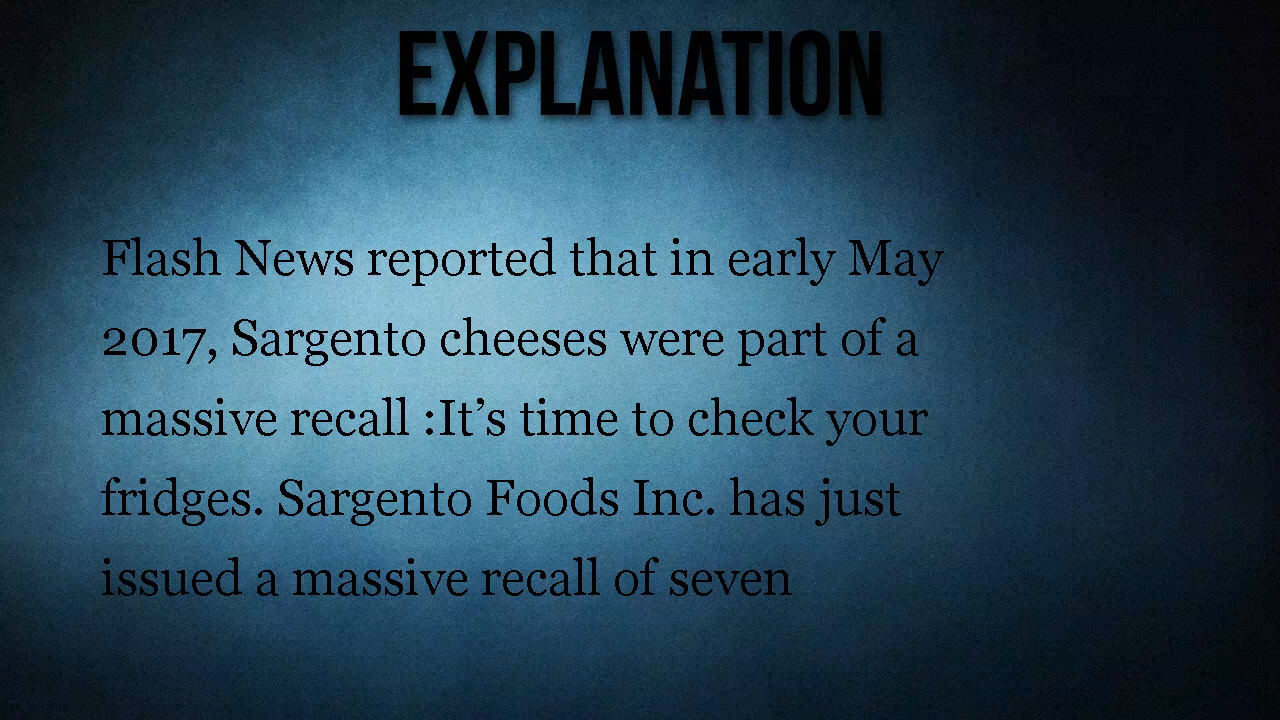 EXPLANATION
Flash News reported that in early May
2017, Sargento cheeses were part of a
massive recall :It’s time to check your
fridges. Sargento Foods Inc. has just
issued a massive recall of seven